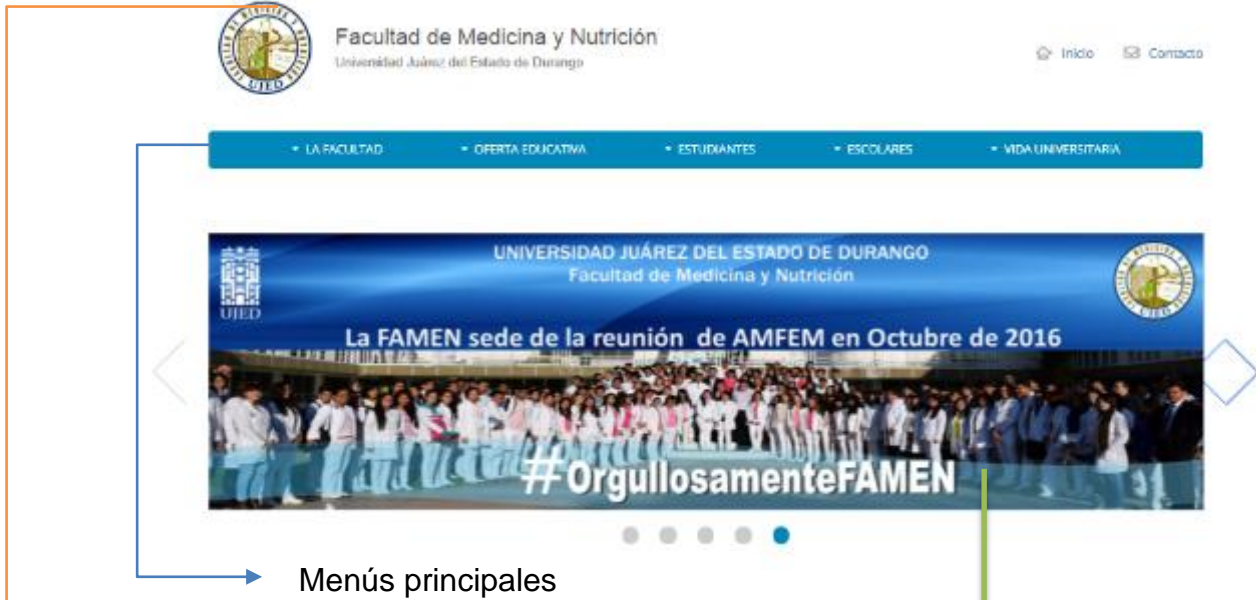 Facultad de Medicina y Nutrición
Universidad Juárez del Estado de Durango
Inicio
Contacto
LA FACULTAD
OFERTA EDUCATIVA
ESTUDIANTES
ESCOLARES
VIDA UNIVERSITARIA
UJED
UNIVERSIDAD JUÁREZ DEL ESTADO DE DURANGO
Facultad de Medicina y Nutrición
UJED
La FAMEN sede de la reunión de AMFEM en Octubre de 2016
#OrgullosamenteFAMEN
Menús principales